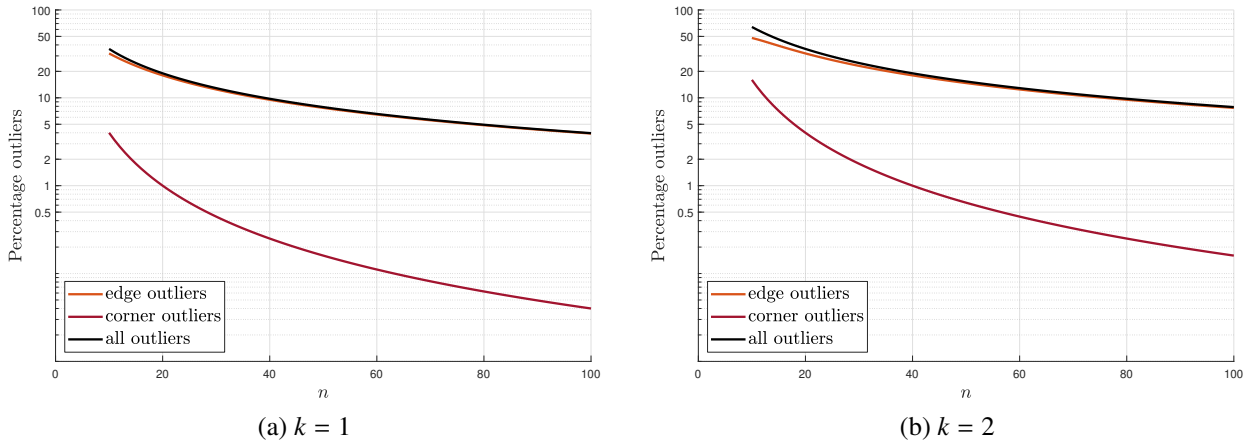 100
50
20
10
5
2
1
0.5
Percentage outliers
edge outliers
corner outliers
all outliers
0 20 40 60 80 100
n
(a) k = 1
100
50
20
10
5
2
1
0.5
Percentage outliers
edge outliers
corner outliers
all outliers
0 20 40 60 80 100
n
(b) k = 2